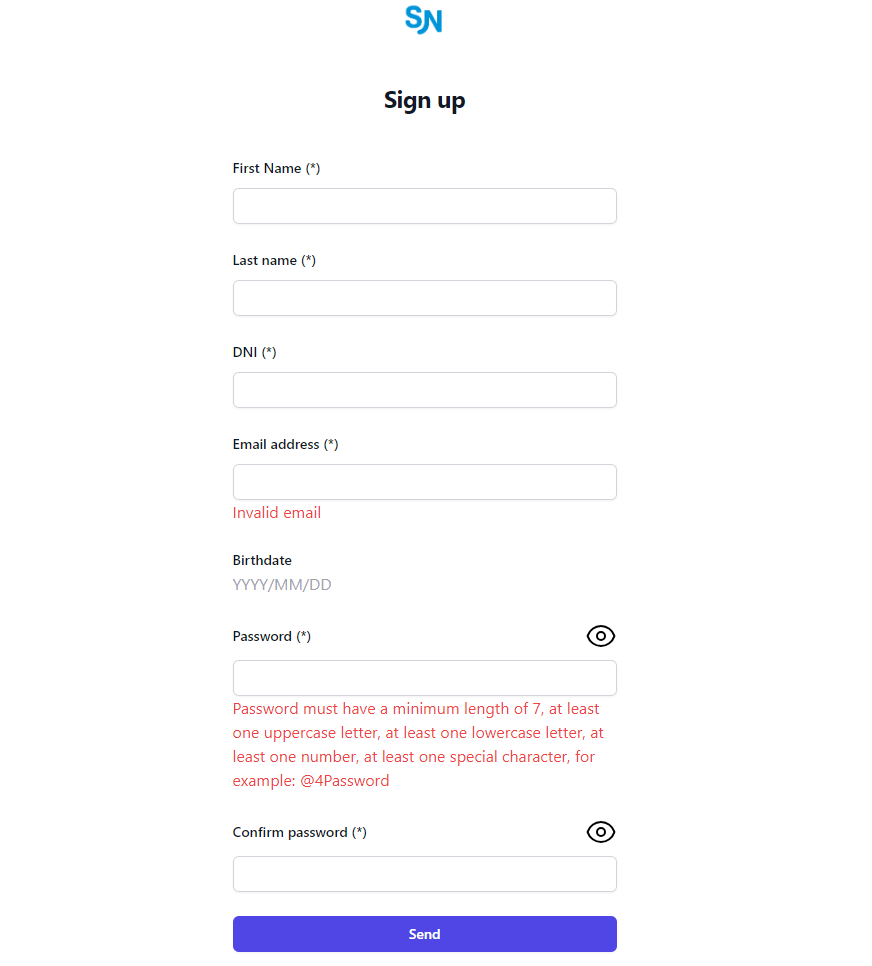 SN
Sign up
First Name (*)
Last name (*)
DNI (*)
Email address (*)
Invalid email
Birthdate
YYYY/MM/DD
Password (*)
Password must have a minimum length of 7, at least
one uppercase letter, at least one lowercase letter, at
least one number, at least one special character, for
example: @4Password
Confirm password (*)
Send